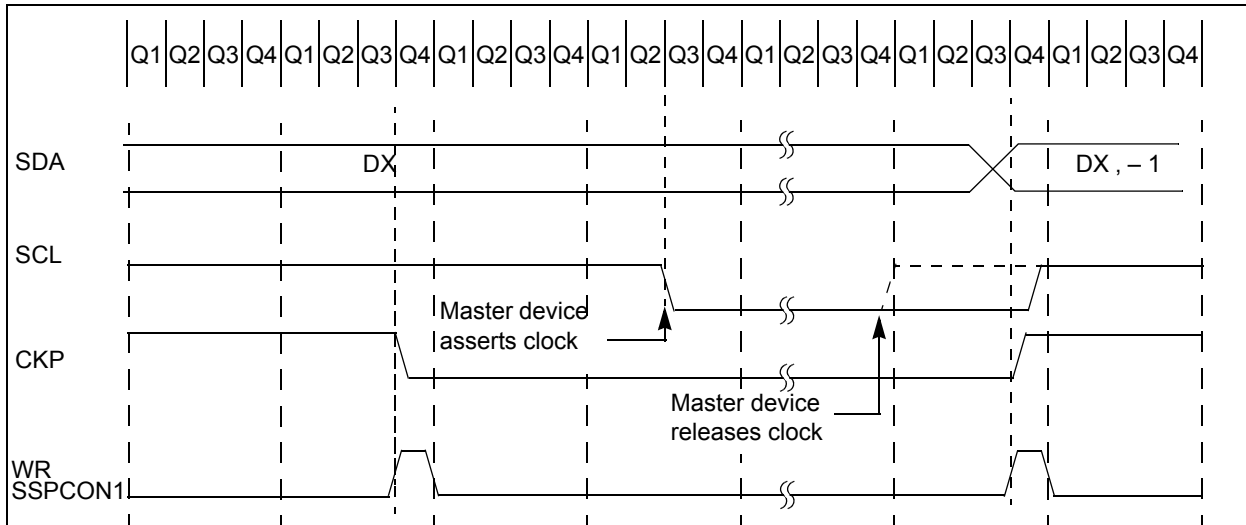 Q1 Q2 Q3 Q4 Q1 Q2 Q3 Q4 Q1 Q2 Q3 Q4 Q1 Q2 Q3 Q4 Q1 Q2 Q3 Q4 Q1 Q2 Q3 Q4 Q1 Q2 Q3 Q4
SDA
DX
DX , – 1
SCL
Master device
asserts clock
CKP
Master device
releases clock
WR
SSPCON1